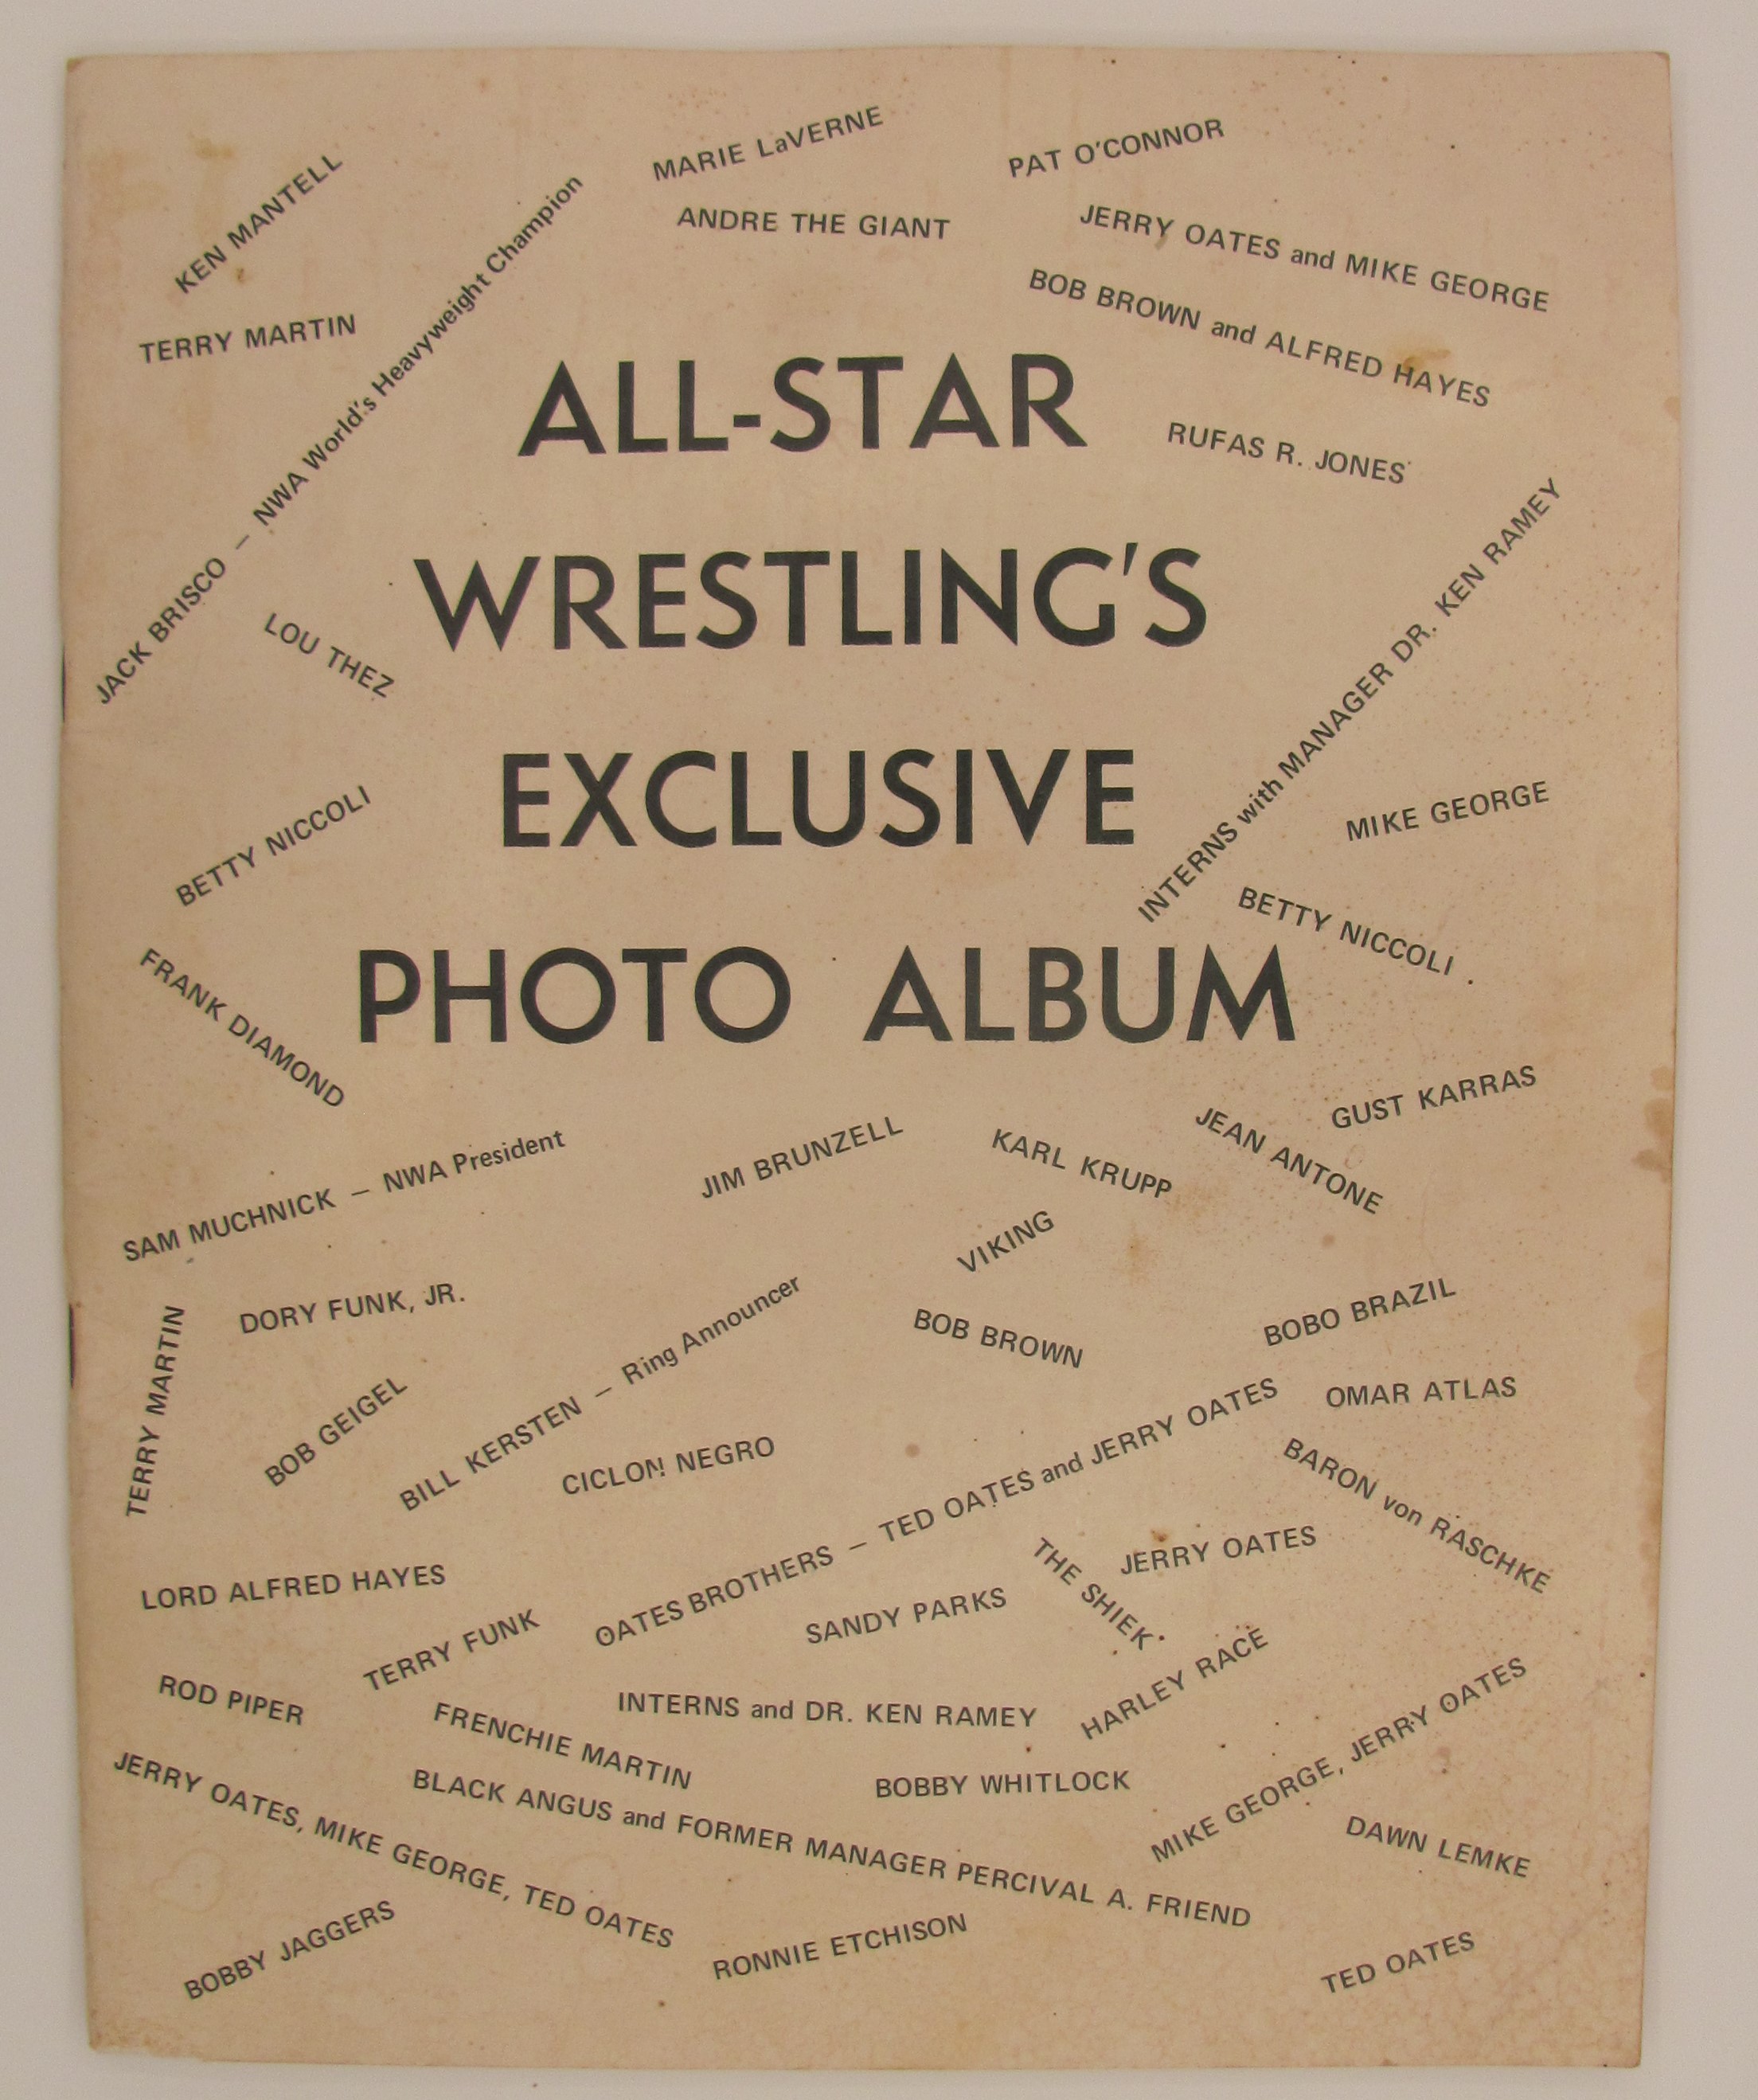 MARIE LaVERNE
PAT O'CONNOR
KEN MANTELL
ANDRE THE GIANT
JERRY OATES and MIKE GEORGE
TERRY MARTIN
JACK BRISCO — NWA World's Heavyweight Champion
BOB BROWN and ALFRED HAYES
ALL-STAR
RUFAS R. JONES
WRESTLING'S
LOU THEZ
INTERNS with MANAGER DR. KEN RAMEY
EXCLUSIVE
MIKE GEORGE
BETTY NICCOLI
BETTY NICCOLI
PHOTO ALBUM
FRANK DIAMOND
GUST KARRAS
JEAN ANTONE
SAM MUCHNICK — NWA President
JIM BRUNZELL
KARL KRUPP
VIKING
DORY FUNK, JR.
TERRY MARTIN
BOB BROWN
BOBO BRAZIL
BOB GEIGEL
BILL KERSTEN — Ring Announcer
OMAR ATLAS
CICLON NEGRO
OATES BROTHERS — TED OATES and JERRY OATES
BARON von RASCHKE
LORD ALFRED HAYES
THE SHIEK
JERRY OATES
TERRY FUNK
SANDY PARKS
HARLEY RACE
ROD PIPER
FRENCHIE MARTIN
INTERNS and DR. KEN RAMEY
BOBBY WHITLOCK
MIKE GEORGE, JERRY OATES
JERRY OATES, MIKE GEORGE, TED OATES
BLACK ANGUS and FORMER MANAGER PERCIVAL A. FRIEND
DAWN LEMKE
BOBBY JAGGERS
RONNIE ETCHISON
TED OATES